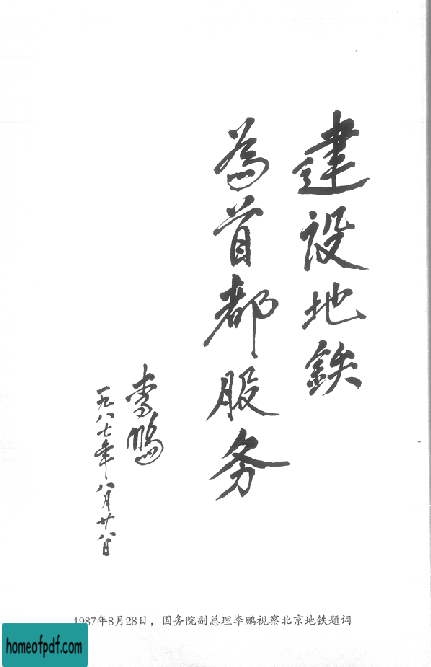 建设地鉄
为首都服务
李鹏
一九八七年八月廿八日
1987年8月28日，国务院副总理李鹏视察北京地铁题词
homeofpdf.com